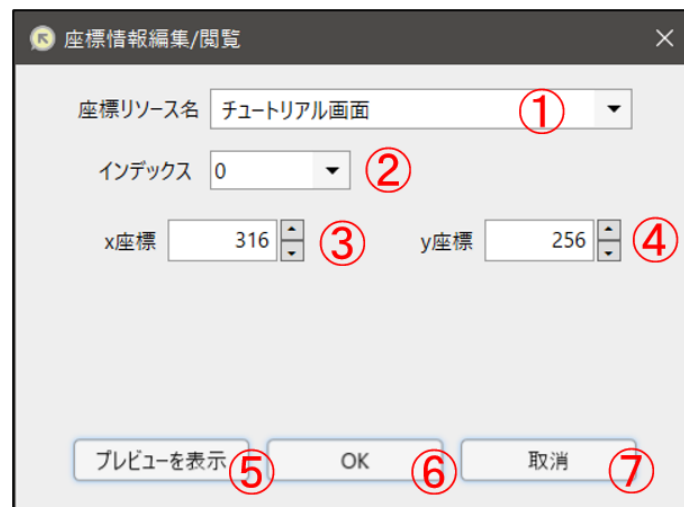 座標情報編集/閲覧
座標リソース名 チュートリアル画面 ①
インデックス 0 ②
x座標 316 ③ y座標 256 ④
プレビューを表示 ⑤ OK ⑥ 取消 ⑦